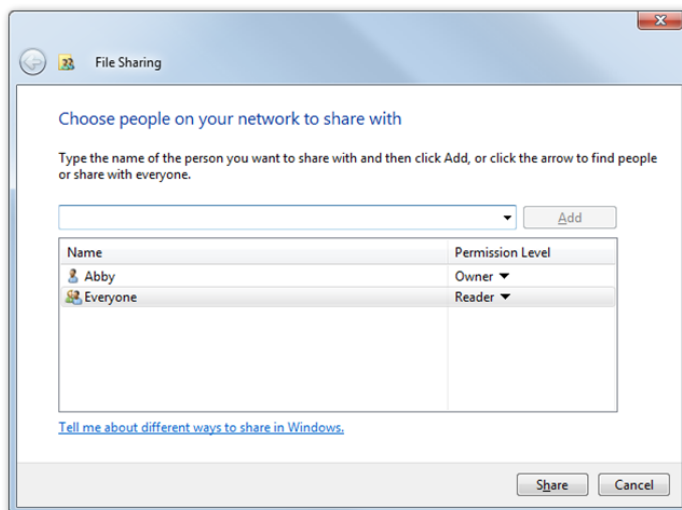 File Sharing
Choose people on your network to share with
Type the name of the person you want to share with and then click Add, or click the arrow to find people
or share with everyone.
Add
Name Permission Level
Abby Owner
Everyone Reader
Tell me about different ways to share in Windows.
Share Cancel